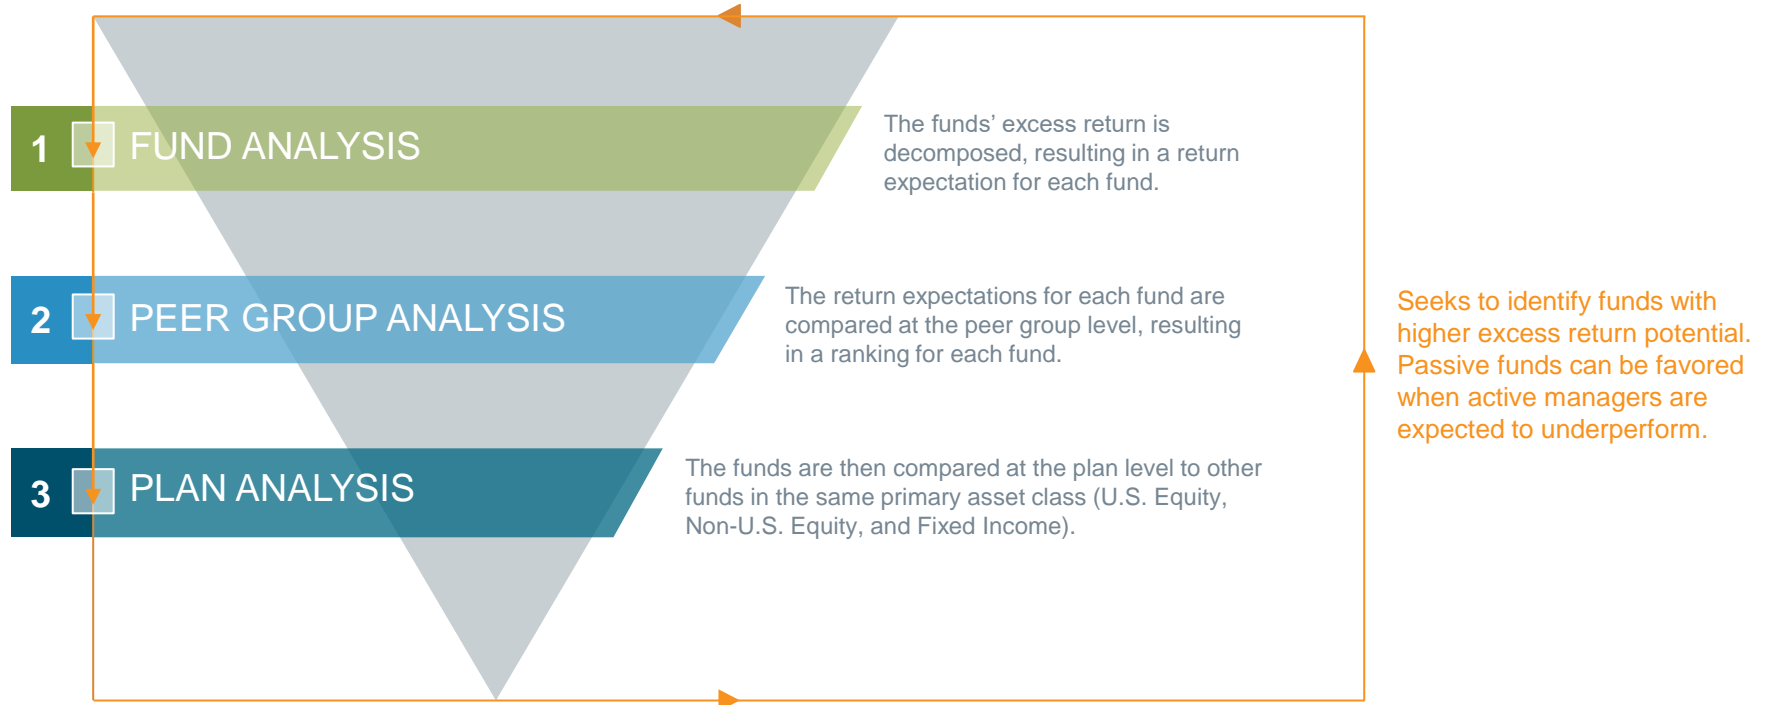 1 FUND ANALYSIS
The funds’ excess return is
decomposed, resulting in a return
expectation for each fund.
2 PEER GROUP ANALYSIS
The return expectations for each fund are
compared at the peer group level, resulting
in a ranking for each fund.
3 PLAN ANALYSIS
The funds are then compared at the plan level to other
funds in the same primary asset class (U.S. Equity,
Non-U.S. Equity, and Fixed Income).
Seeks to identify funds with
higher excess return potential.
Passive funds can be favored
when active managers are
expected to underperform.